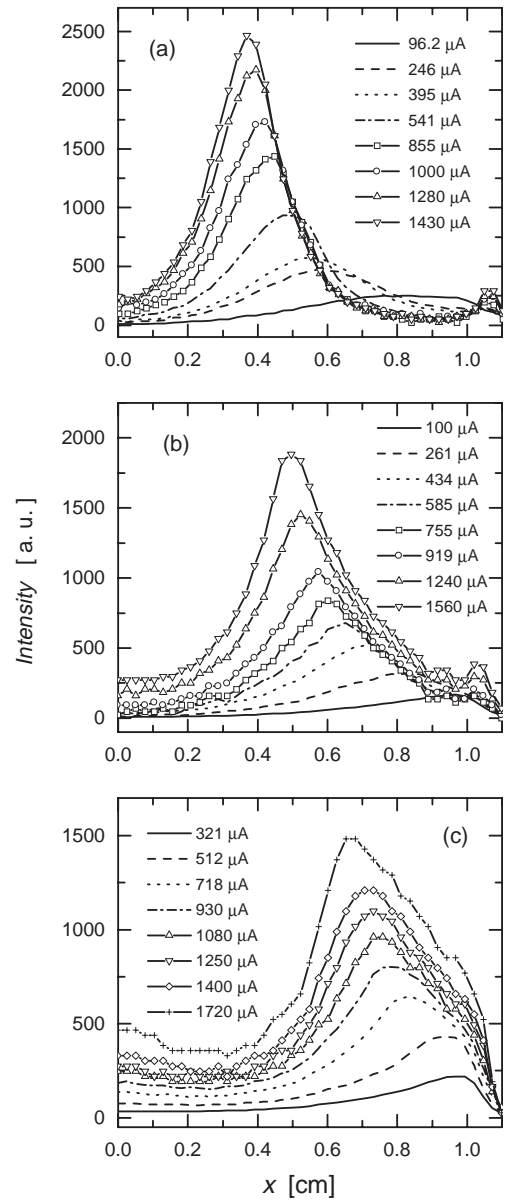 (a)
96.2 μA
246 μA
395 μA
541 μA
855 μA
1000 μA
1280 μA
1430 μA
2500
2000
1500
1000
500
0
0.0 0.2 0.4 0.6 0.8 1.0
(b)
100 μA
261 μA
434 μA
585 μA
755 μA
919 μA
1240 μA
1560 μA
2000
1500
1000
500
0
0.0 0.2 0.4 0.6 0.8 1.0
Intensity [ a. u. ]
(c)
321 μA
512 μA
718 μA
930 μA
1080 μA
1250 μA
1400 μA
1720 μA
1500
1000
500
0
0.0 0.2 0.4 0.6 0.8 1.0
x [cm]